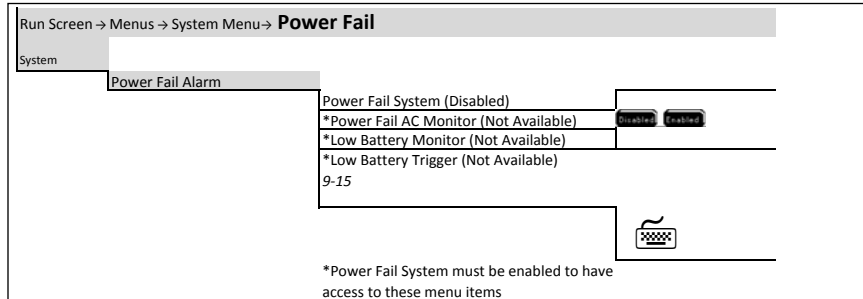 Run Screen → Menus → System Menu→ Power Fail
System
Power Fail Alarm
Power Fail System (Disabled)
*Power Fail AC Monitor (Not Available)
Disabled Enabled
*Low Battery Monitor (Not Available)
*Low Battery Trigger (Not Available)
9-15
*Power Fail System must be enabled to have
access to these menu items